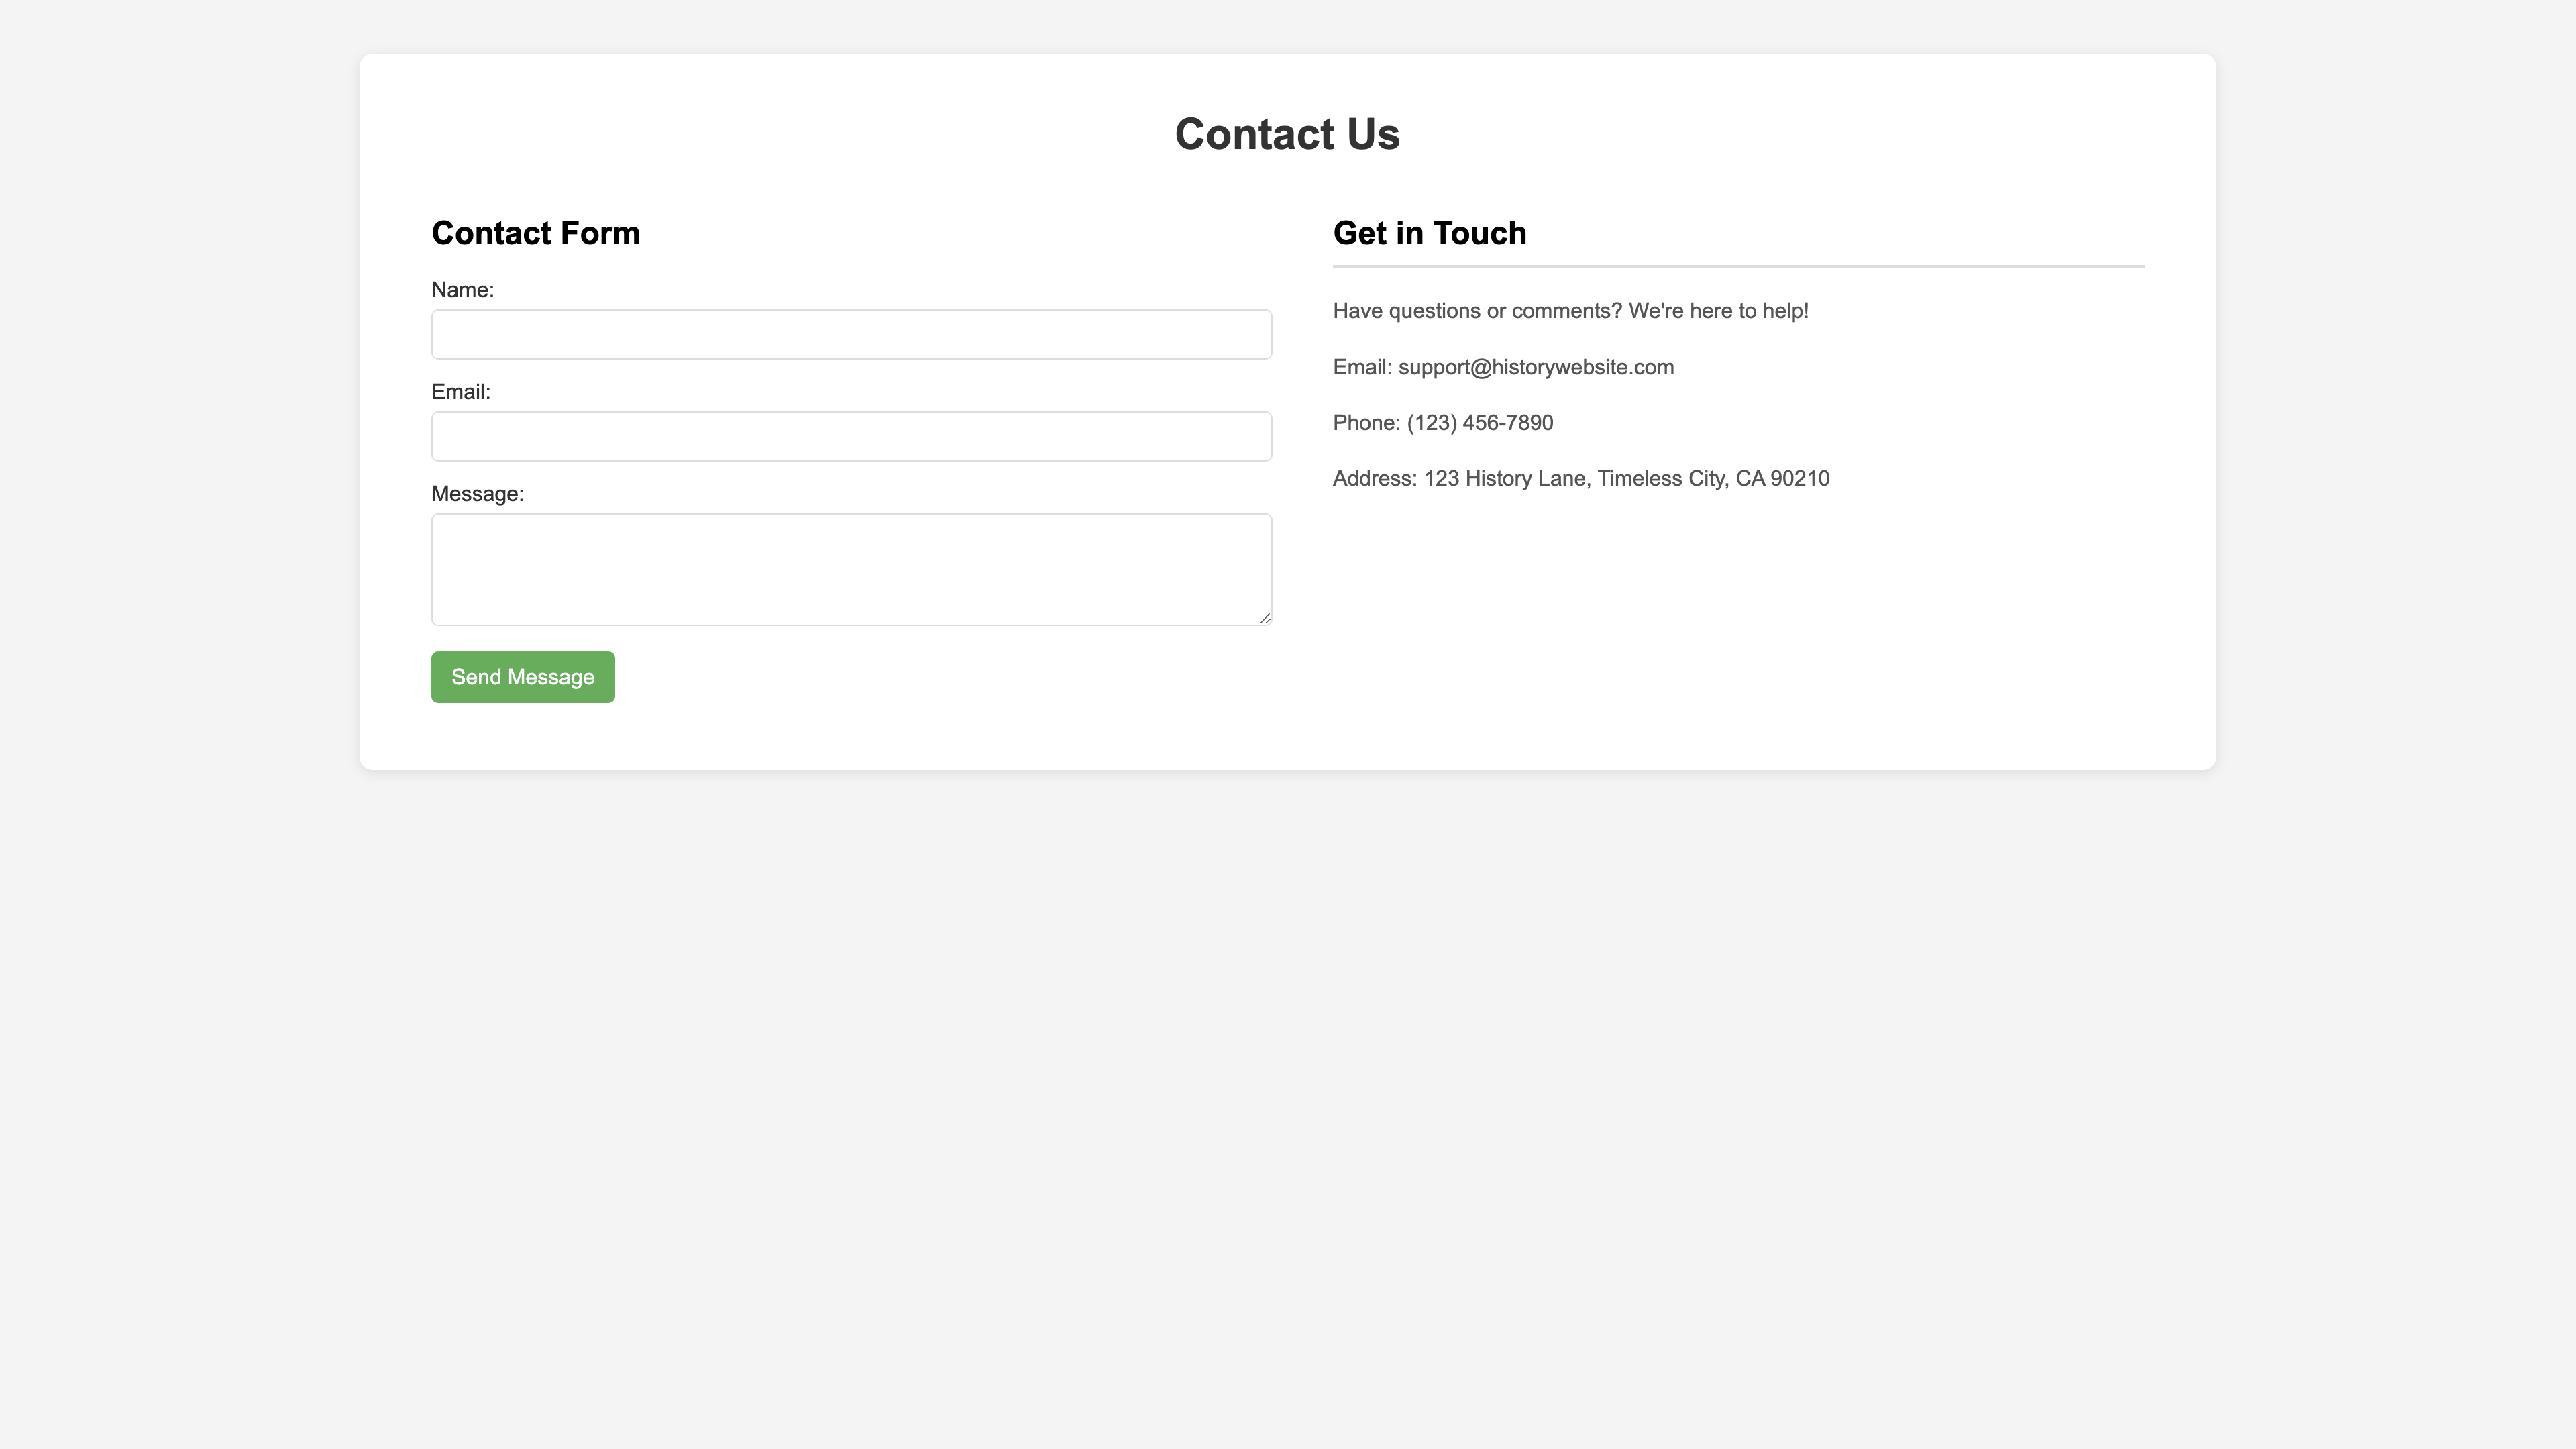 Contact Us
Contact Form
Name:
Email:
Message:
Send Message
Get in Touch
Have questions or comments? We're here to help!
Email: support@historywebsite.com
Phone: (123) 456-7890
Address: 123 History Lane, Timeless City, CA 90210